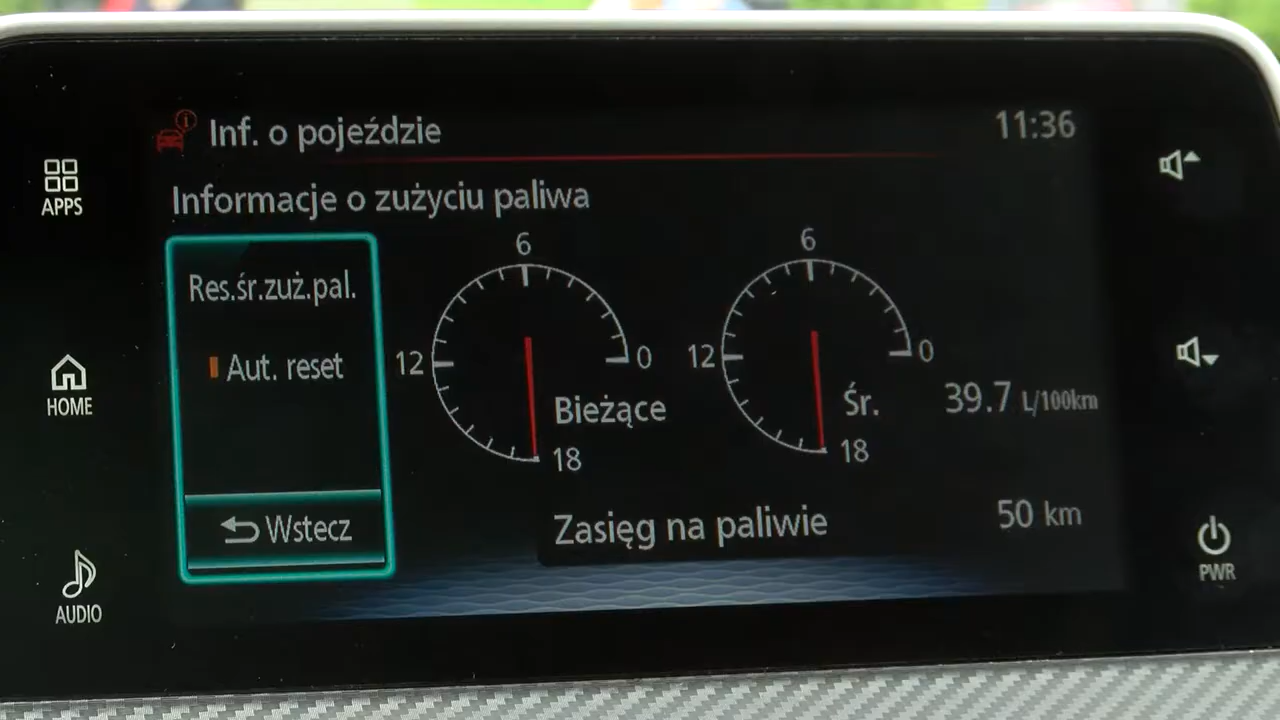 Inf. o pojeździe
11:36
APPS
Informacje o zużyciu paliwa
Res.śr.zuż.pal.
Aut. reset
Wstecz
6
12
0
18
Bieżące
6
12
0
18
Śr.
39.7 L/100km
Zasięg na paliwie
50 km
HOME
AUDIO
PWR